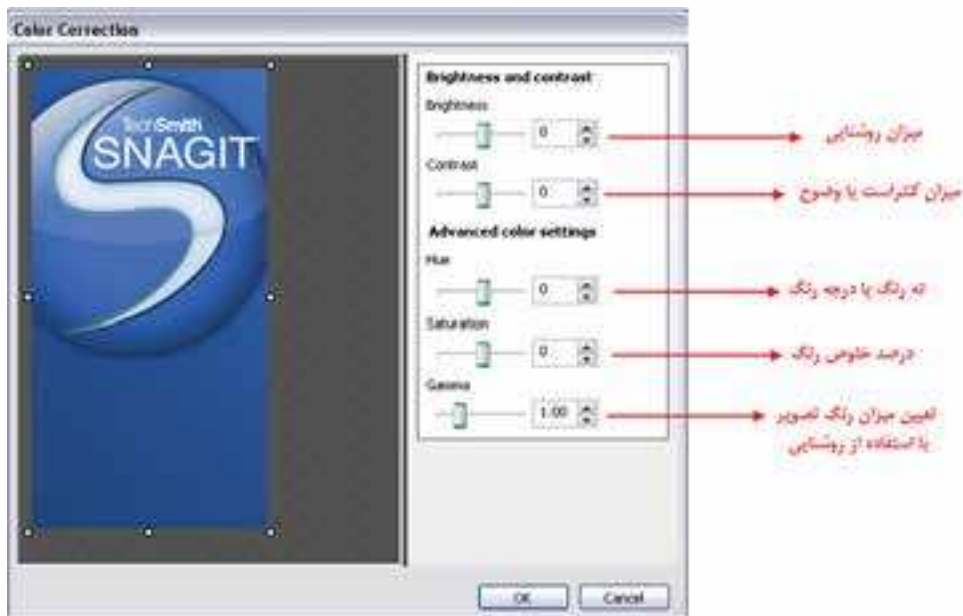 Color Correction
TechSmith
SNAGIT
Brightness and contrast
Brightness
0
میزان روشنایی
Contrast
0
میزان کنتراست یا وضوح
Advanced color settings
Hue
0
ته رنگ یا درجه رنگ
Saturation
0
درصد خلوص رنگ
Gamma
1.00
تعیین میزان رنگ تصویر
با استفاده از روشنایی
OK
Cancel